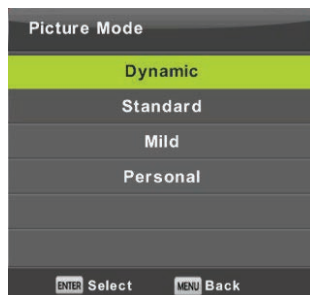 Picture Mode
Dynamic
Standard
Mild
Personal
ENTER Select MENU Back